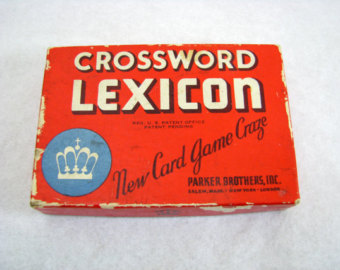 CROSSWORD
LEXICON
REG. U. S. PATENT OFFICE
PATENT PENDING
New Card Game Craze
PARKER BROTHERS, INC.
SALEM, MASS. NEW YORK · LONDON